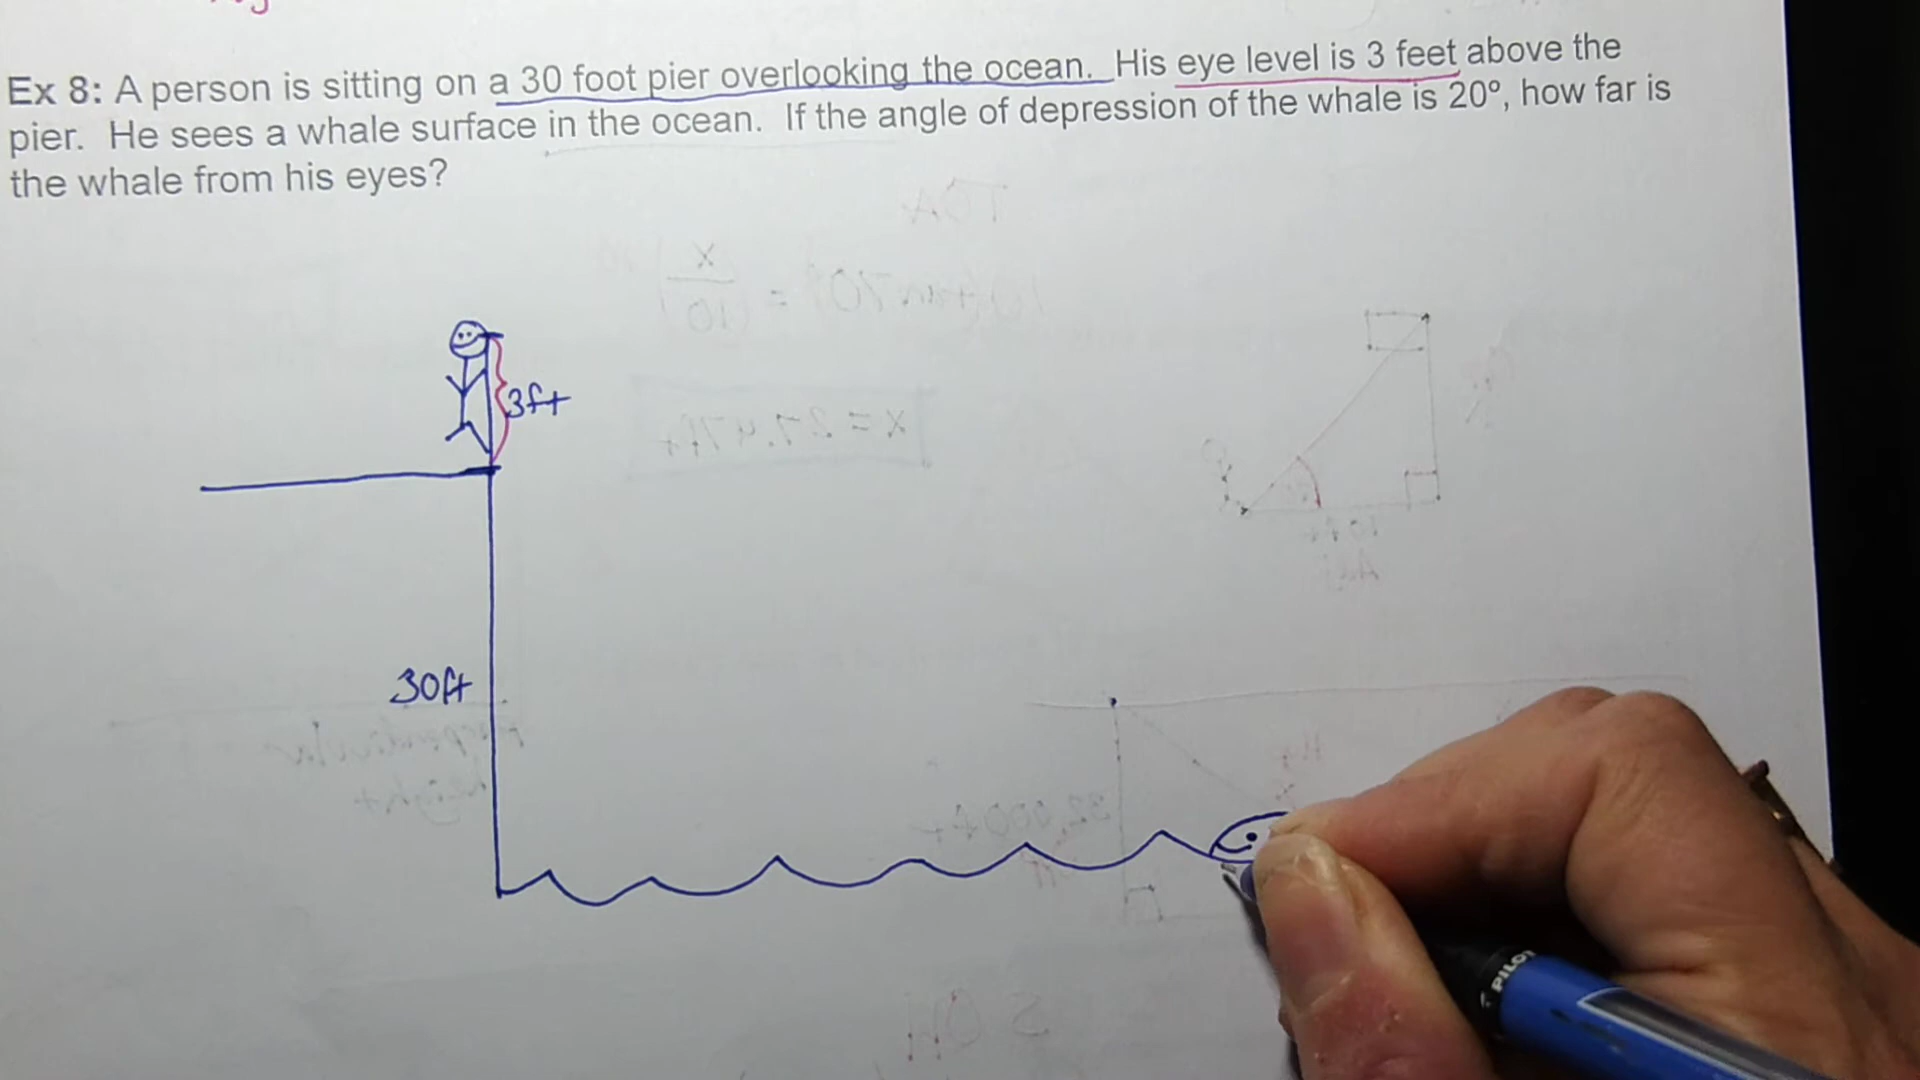 Ex 8: A person is sitting on a 30 foot pier overlooking the ocean. His eye level is 3 feet above the
pier. He sees a whale surface in the ocean. If the angle of depression of the whale is 20º, how far is
the whale from his eyes?
3ft
30ft
PILOT